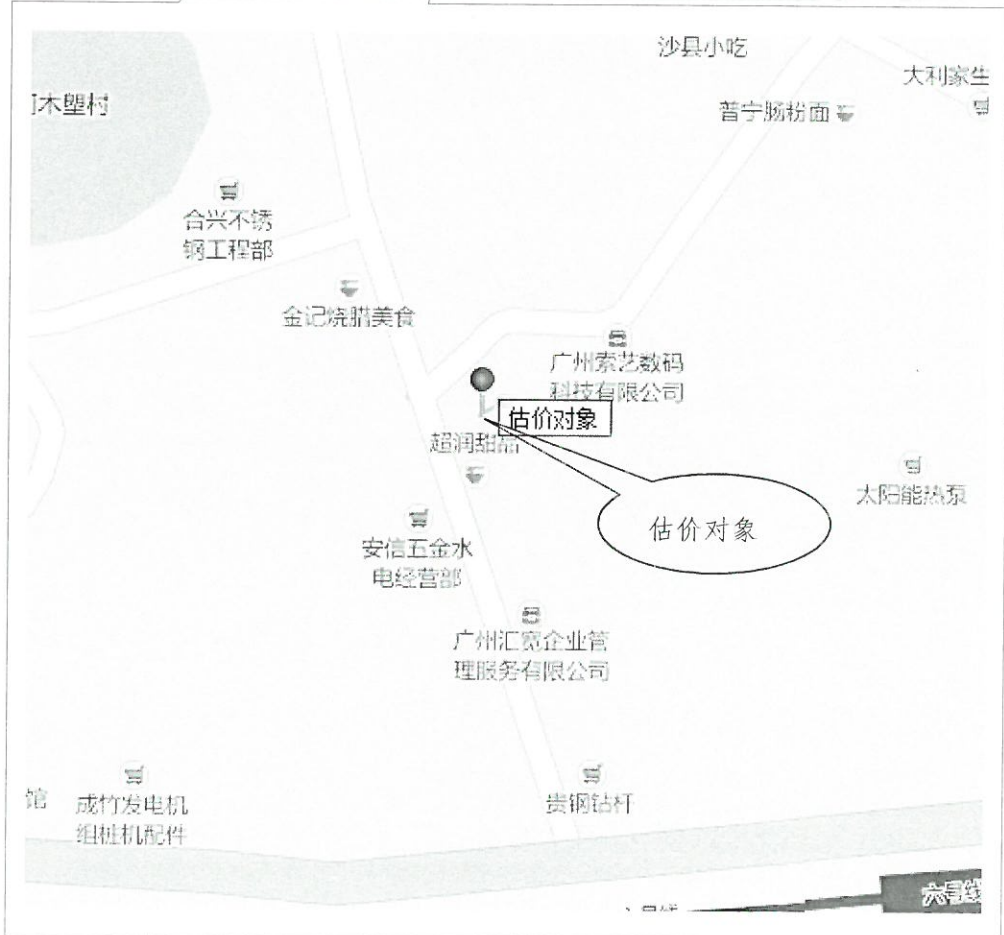 沙县小吃
大利家生
木塑村
普宁肠粉面
合兴不锈
钢工程部
金记烧腊美食
广州索艺数码
科技有限公司
估价对象
超润甜品
太阳能热泵
估价对象
安信五金水
电经营部
广州汇宽企业管
理服务有限公司
馆
成竹发电机
组桩机配件
贵钢钻杆
六号线